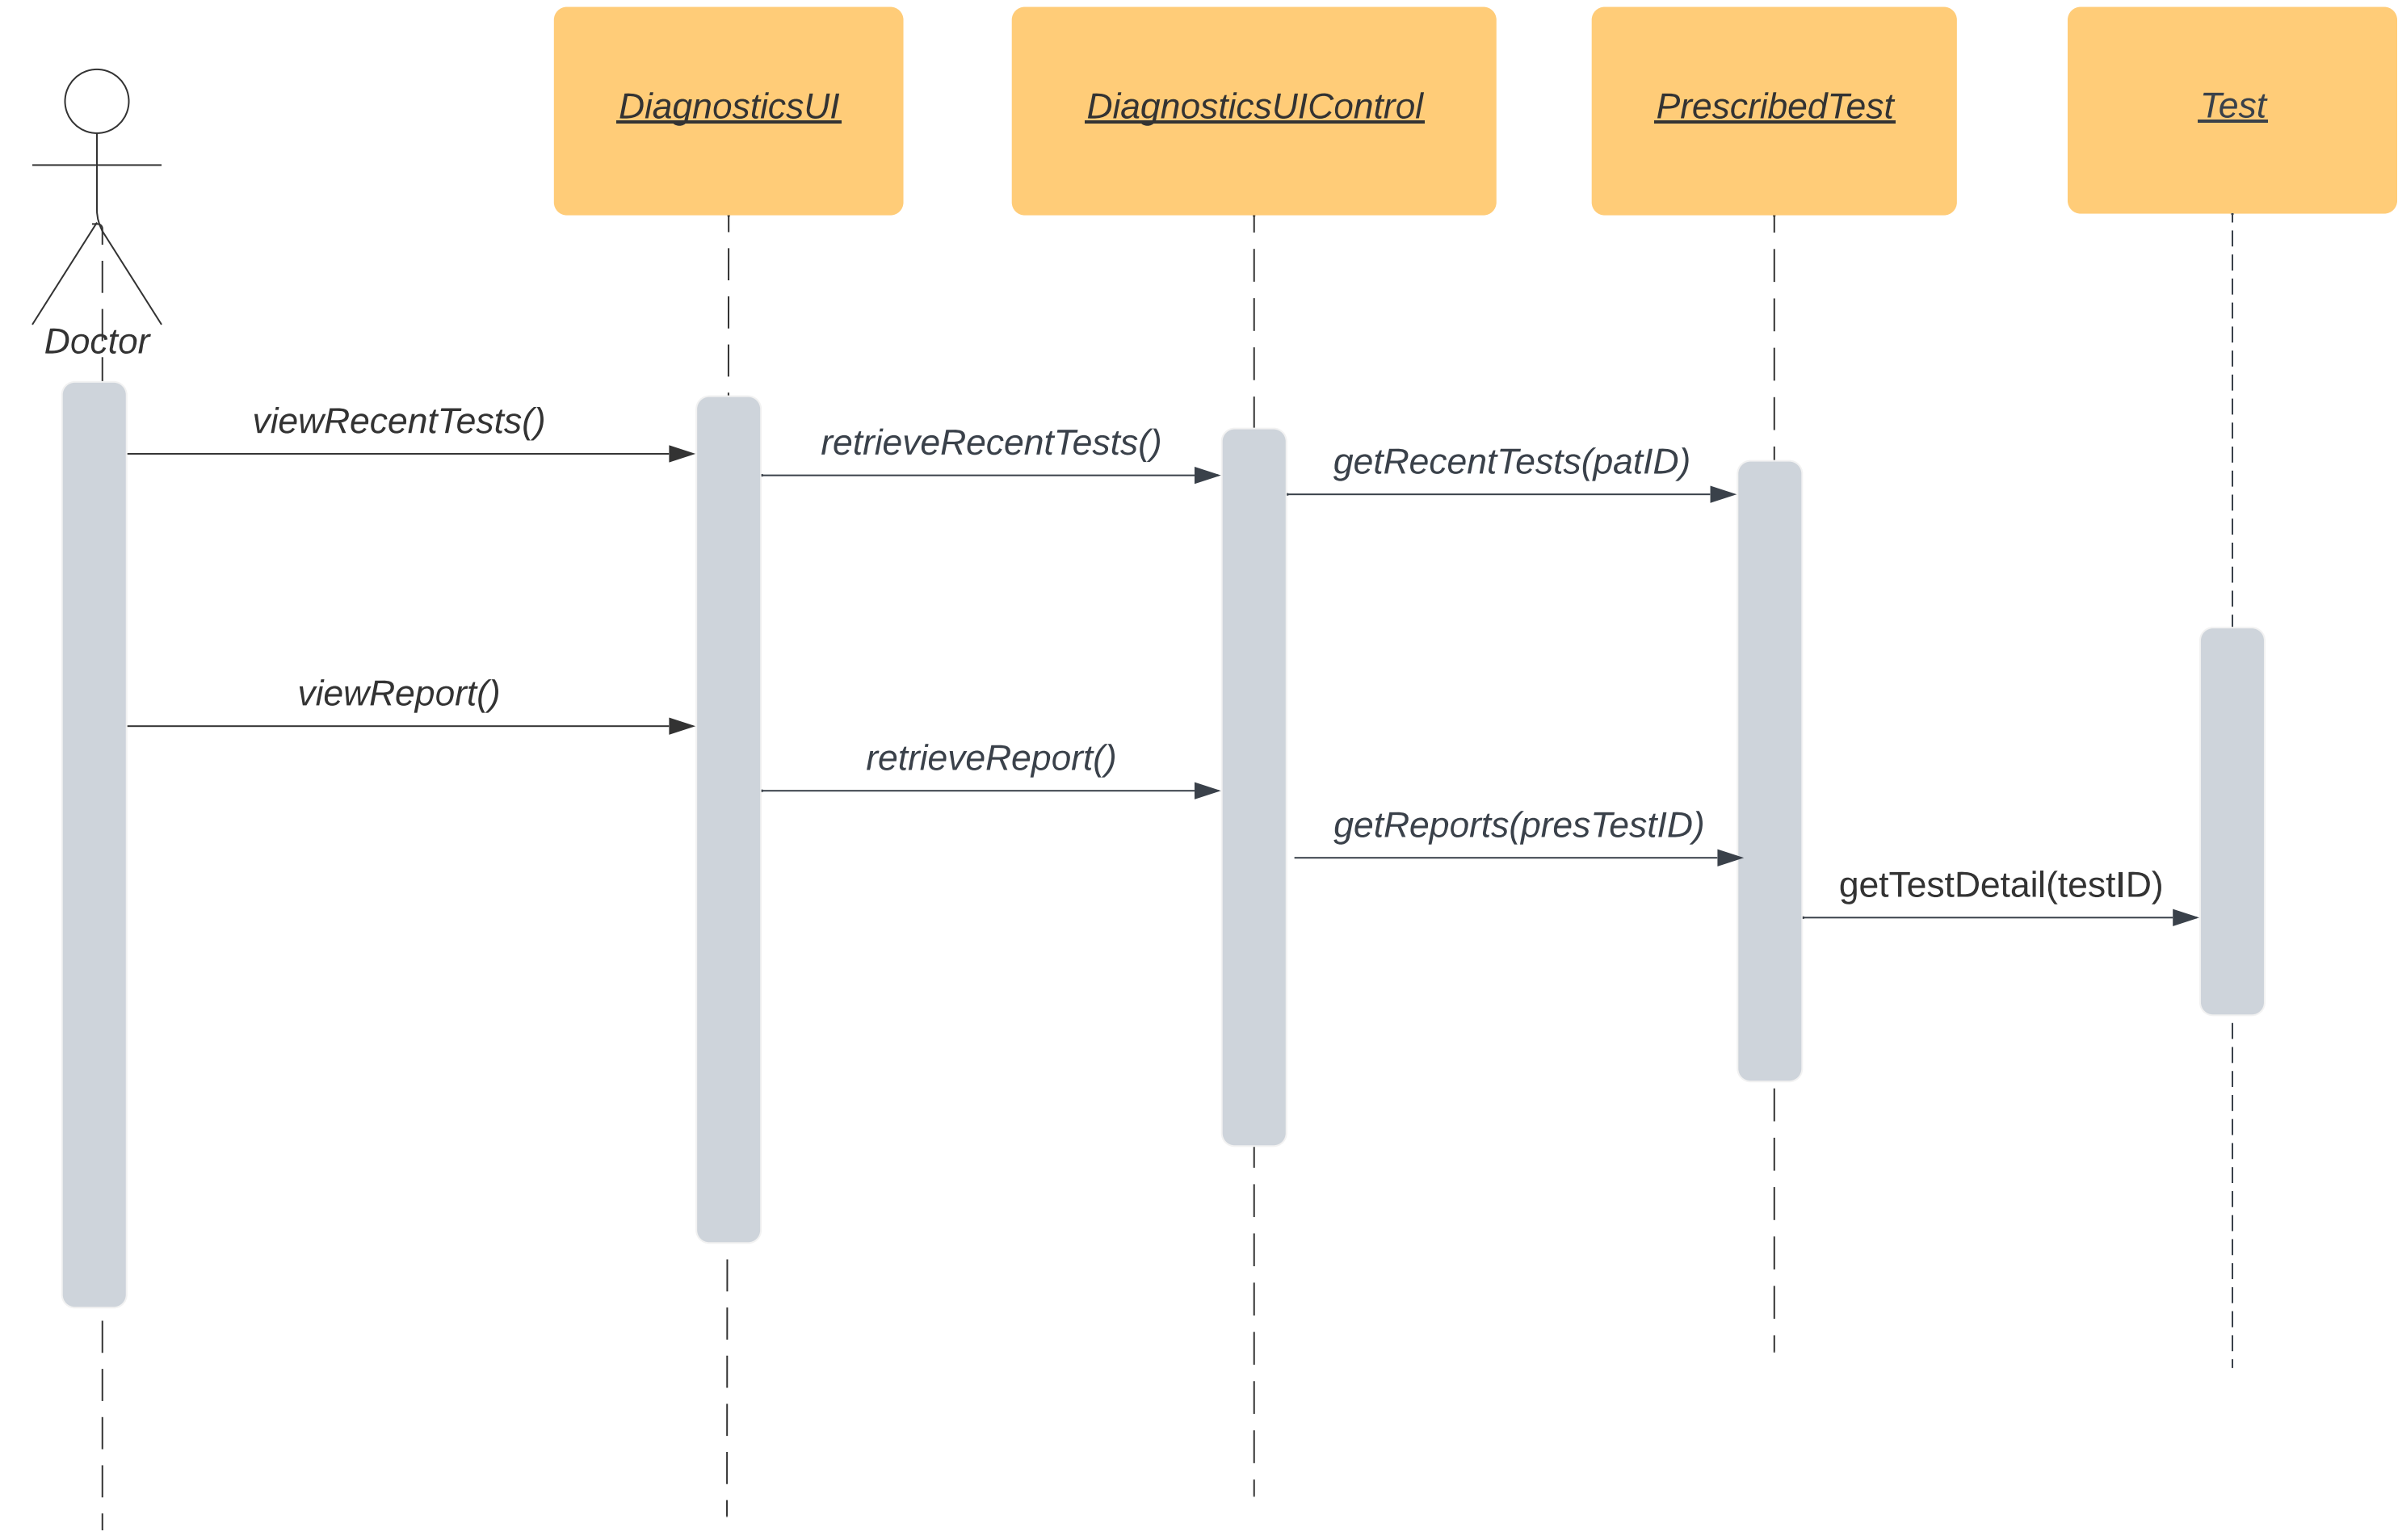 DiagnosticsUI
DiagnosticsUIControl
PrescribedTest
Test
Doctor
viewRecentTests()
retrieveRecentTests()
getRecentTests(patID)
viewReport()
retrieveReport()
getReports(presTestID)
getTestDetail(testID)